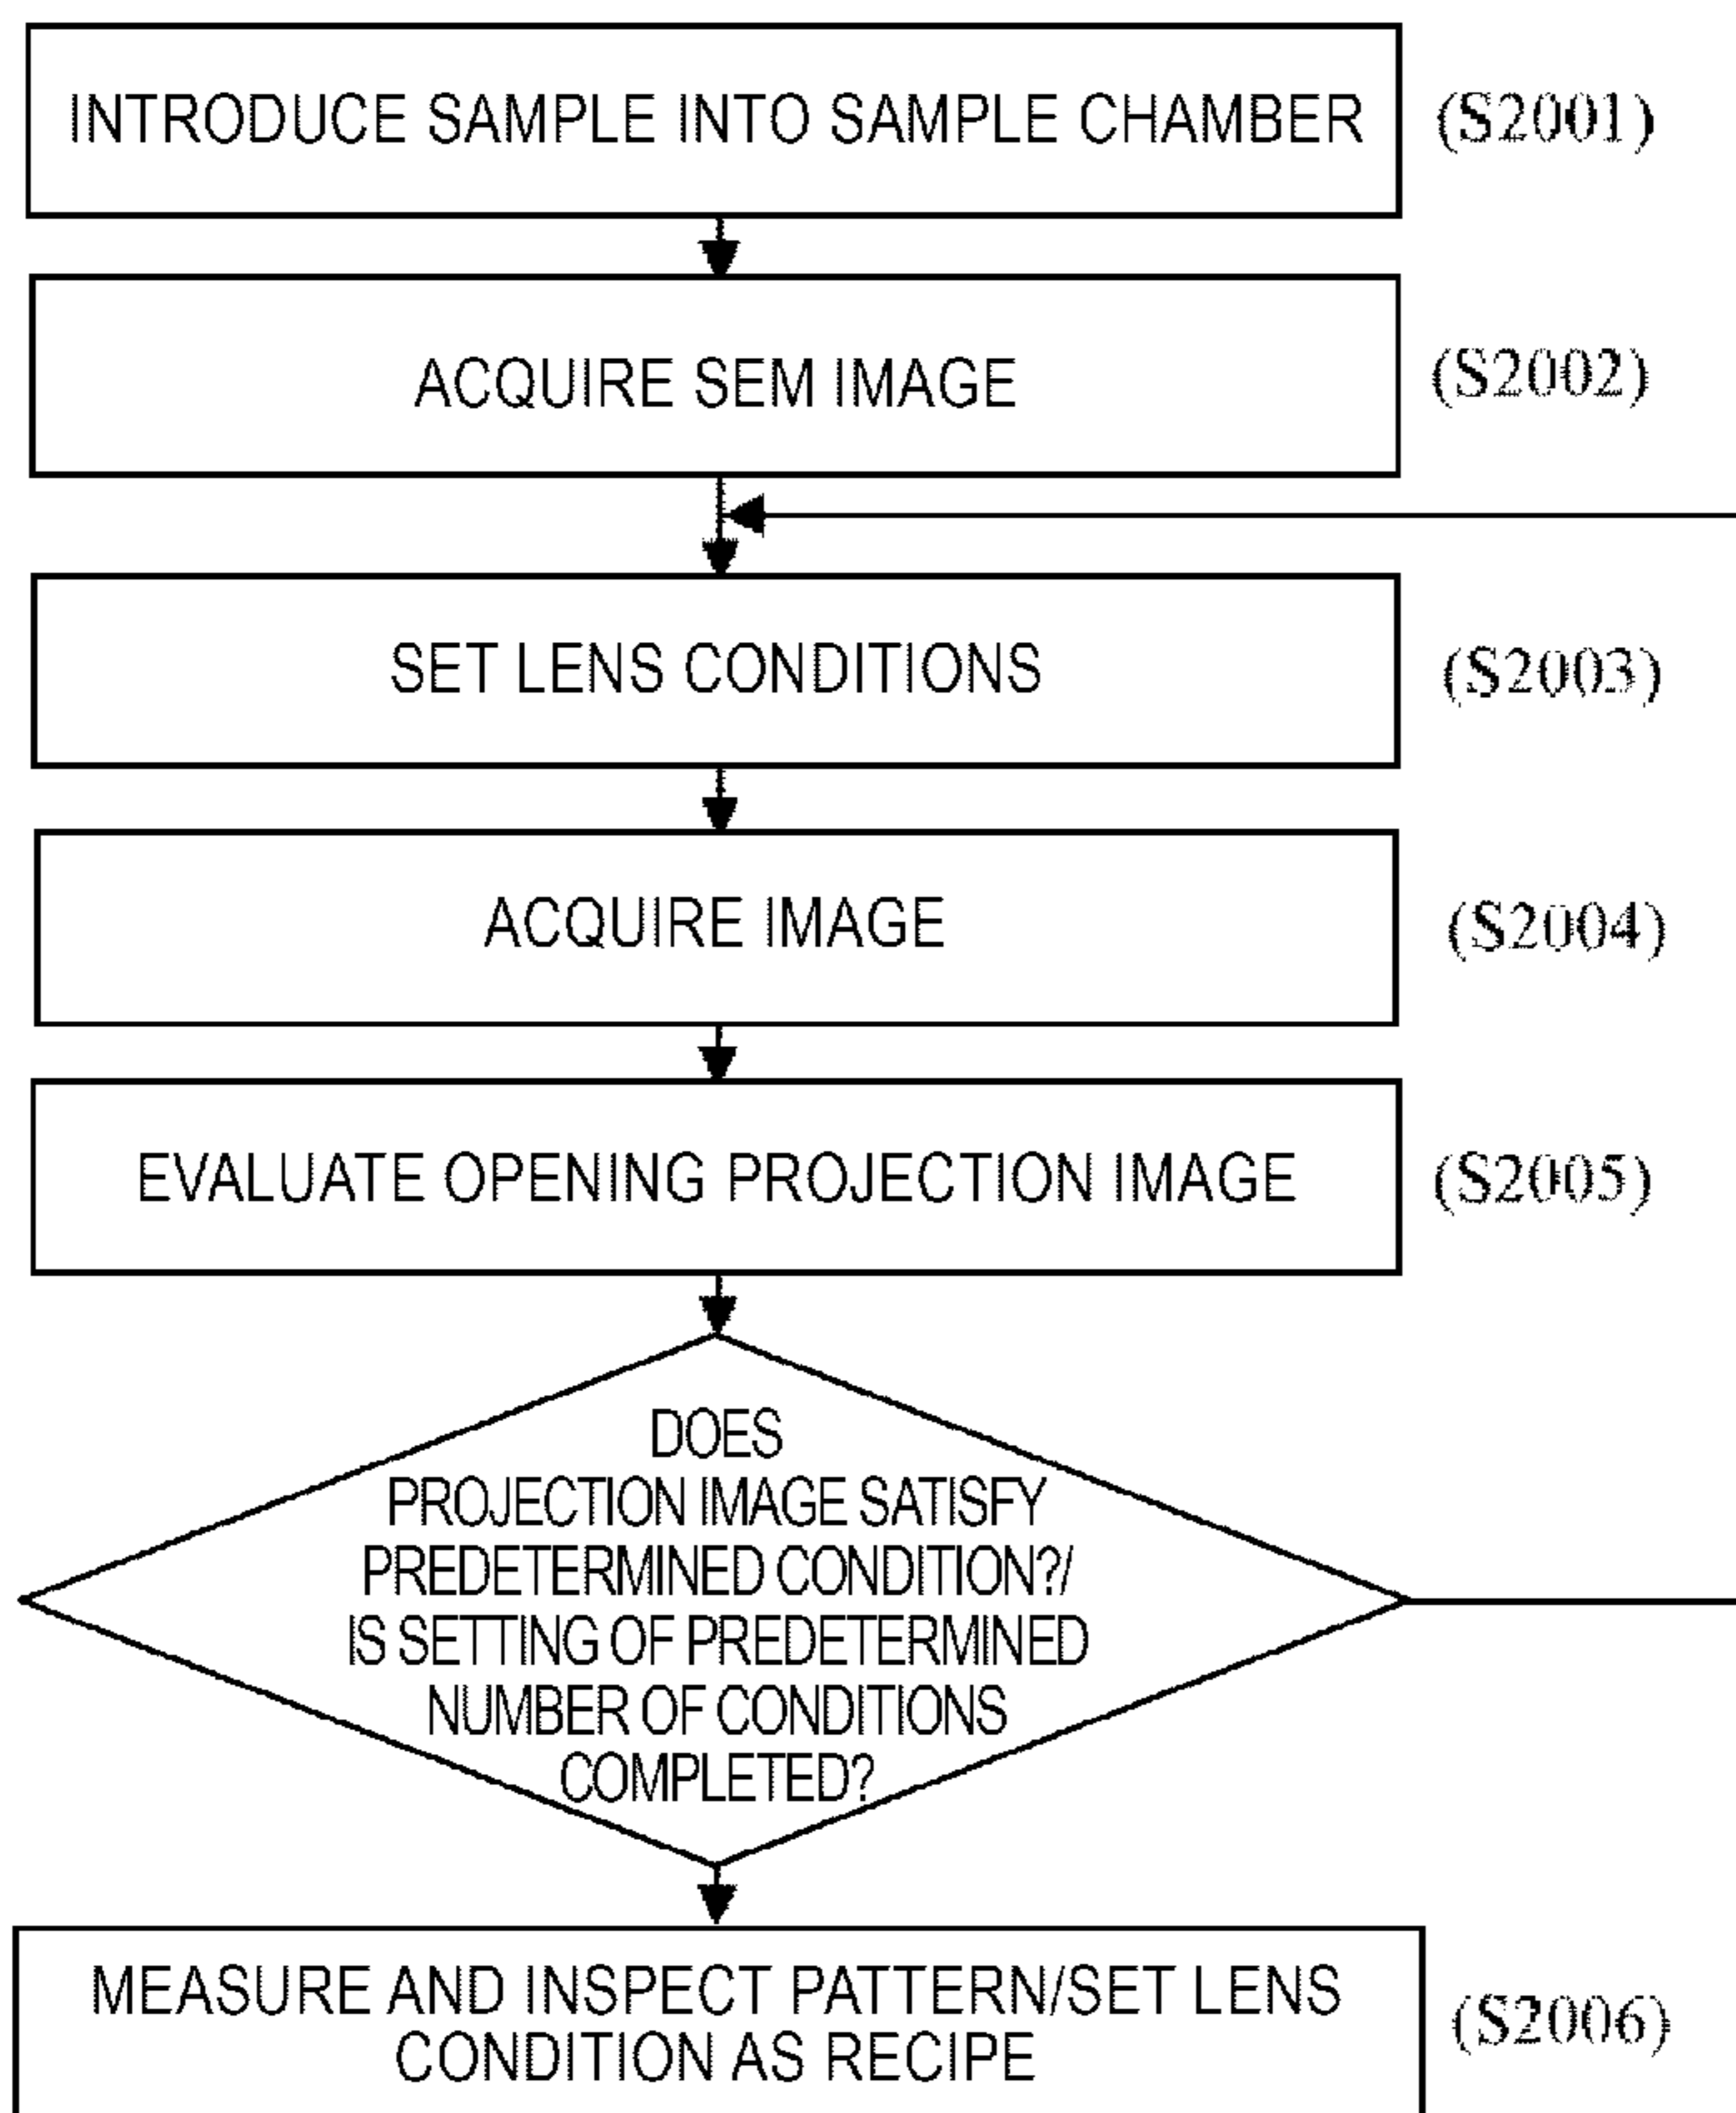 INTRODUCE SAMPLE INTO SAMPLE CHAMBER (S2001)
ACQUIRE SEM IMAGE (S2002)
SET LENS CONDITIONS (S2003)
ACQUIRE IMAGE (S2004)
EVALUATE OPENING PROJECTION IMAGE (S2005)
DOES
PROJECTION IMAGE SATISFY
PREDETERMINED CONDITION?/
IS SETTING OF PREDETERMINED
NUMBER OF CONDITIONS
COMPLETED?
MEASURE AND INSPECT PATTERN/SET LENS
CONDITION AS RECIPE (S2006)